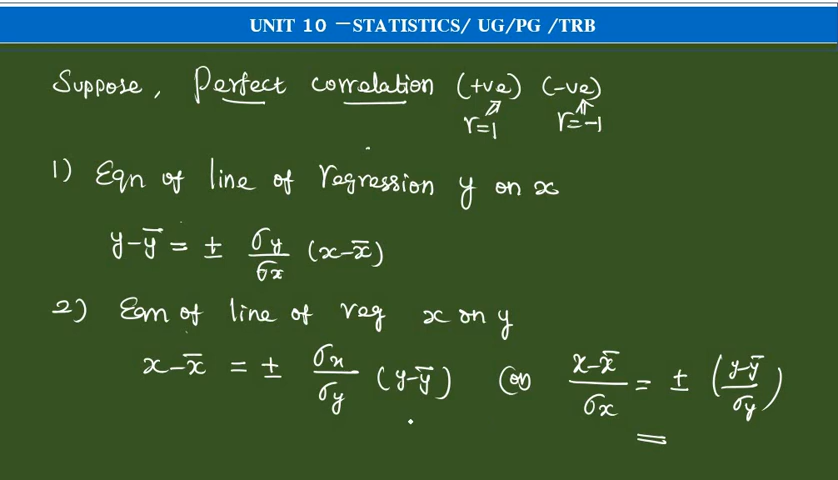 UNIT 10 – STATISTICS/ UG/PG /TRB
Suppose, Perfect correlation (+ve) (-ve)
r=1 r=-1
1) Eqn of line of regression y on x
y-ȳ = ± σy/σx (x-x̄)
2) Eqn of line of reg x on y
x-x̄ = ± σx/σy (y-ȳ) (or) x-x̄/σx = ± (y-ȳ/σy)